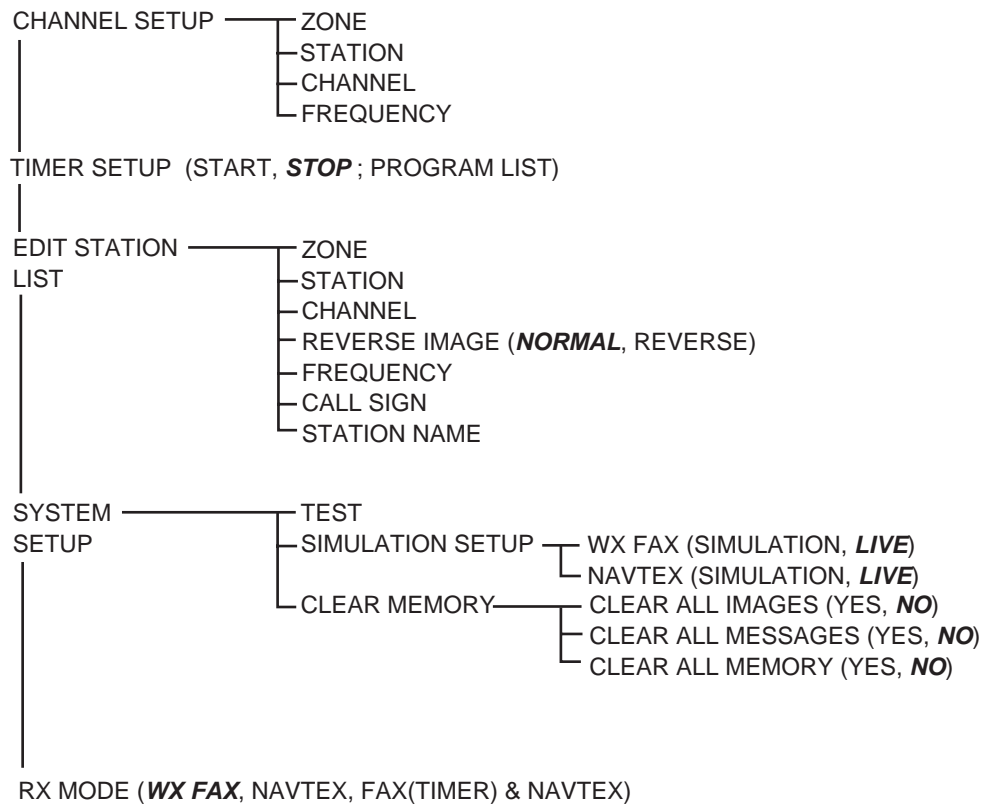 CHANNEL SETUP
ZONE
STATION
CHANNEL
FREQUENCY
TIMER SETUP (START, STOP ; PROGRAM LIST)
EDIT STATION
LIST
ZONE
STATION
CHANNEL
REVERSE IMAGE (NORMAL, REVERSE)
FREQUENCY
CALL SIGN
STATION NAME
SYSTEM
SETUP
TEST
SIMULATION SETUP
WX FAX (SIMULATION, LIVE)
NAVTEX (SIMULATION, LIVE)
CLEAR MEMORY
CLEAR ALL IMAGES (YES, NO)
CLEAR ALL MESSAGES (YES, NO)
CLEAR ALL MEMORY (YES, NO)
RX MODE (WX FAX, NAVTEX, FAX(TIMER) & NAVTEX)